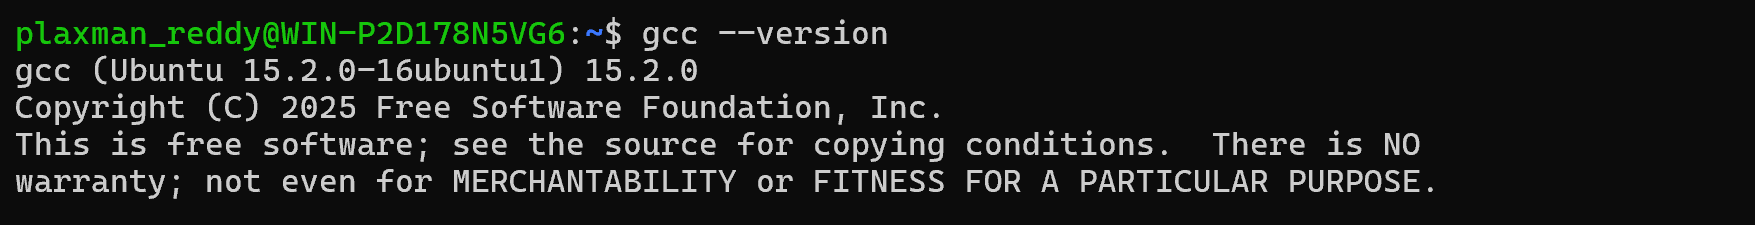 plaxman_reddy@WIN-P2D178N5VG6:~$ gcc --version
gcc (Ubuntu 15.2.0-16ubuntu1) 15.2.0
Copyright (C) 2025 Free Software Foundation, Inc.
This is free software; see the source for copying conditions.  There is NO
warranty; not even for MERCHANTABILITY or FITNESS FOR A PARTICULAR PURPOSE.